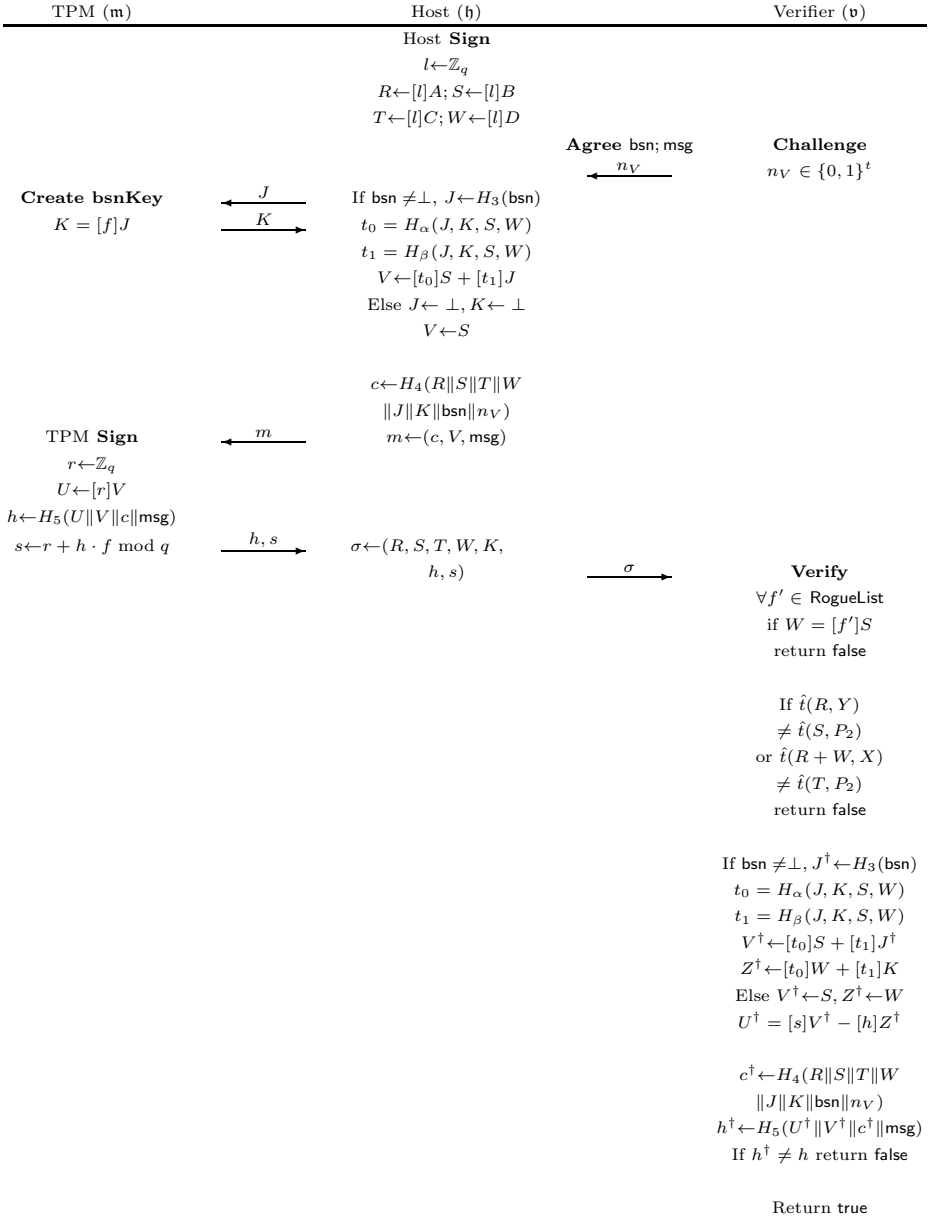 TPM (𝔪) Host (𝔥) Verifier (𝔳)
Host Sign
l←ℤ_q
R←[l]A; S←[l]B
T←[l]C; W←[l]D
Agree bsn; msg Challenge
n_V n_V ∈ {0, 1}^t
Create bsnKey J If bsn ≠⊥, J←H_3(bsn)
K = [f]J K t_0 = H_α(J, K, S, W)
t_1 = H_β(J, K, S, W)
V←[t_0]S + [t_1]J
Else J← ⊥, K← ⊥
V←S
c←H_4(R‖S‖T‖W
‖J‖K‖bsn‖n_V)
TPM Sign m m←(c, V, msg)
r←ℤ_q
U←[r]V
h←H_5(U‖V‖c‖msg)
s←r + h · f mod q h, s σ←(R, S, T, W, K,
h, s) σ Verify
∀f′ ∈ RogueList
if W = [f′]S
return false
If t̂(R, Y)
≠ t̂(S, P_2)
or t̂(R + W, X)
≠ t̂(T, P_2)
return false
If bsn ≠⊥, J^†←H_3(bsn)
t_0 = H_α(J, K, S, W)
t_1 = H_β(J, K, S, W)
V^†←[t_0]S + [t_1]J^†
Z^†←[t_0]W + [t_1]K
Else V^†←S, Z^†←W
U^† = [s]V^† − [h]Z^†
c^†←H_4(R‖S‖T‖W
‖J‖K‖bsn‖n_V)
h^†←H_5(U^†‖V^†‖c^†‖msg)
If h^† ≠ h return false
Return true